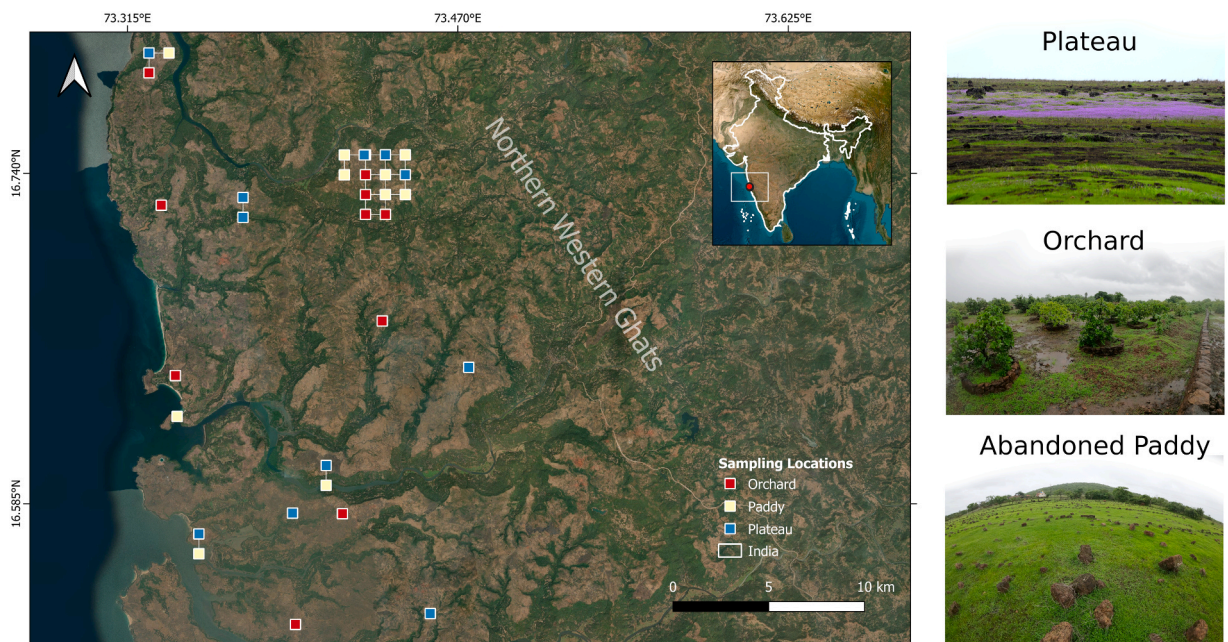 73.315°E
73.470°E
73.625°E
16.740°N
16.585°N
Northern Western Ghats
Sampling Locations
Orchard
Paddy
Plateau
India
0
5
10 km
Plateau
Orchard
Abandoned Paddy